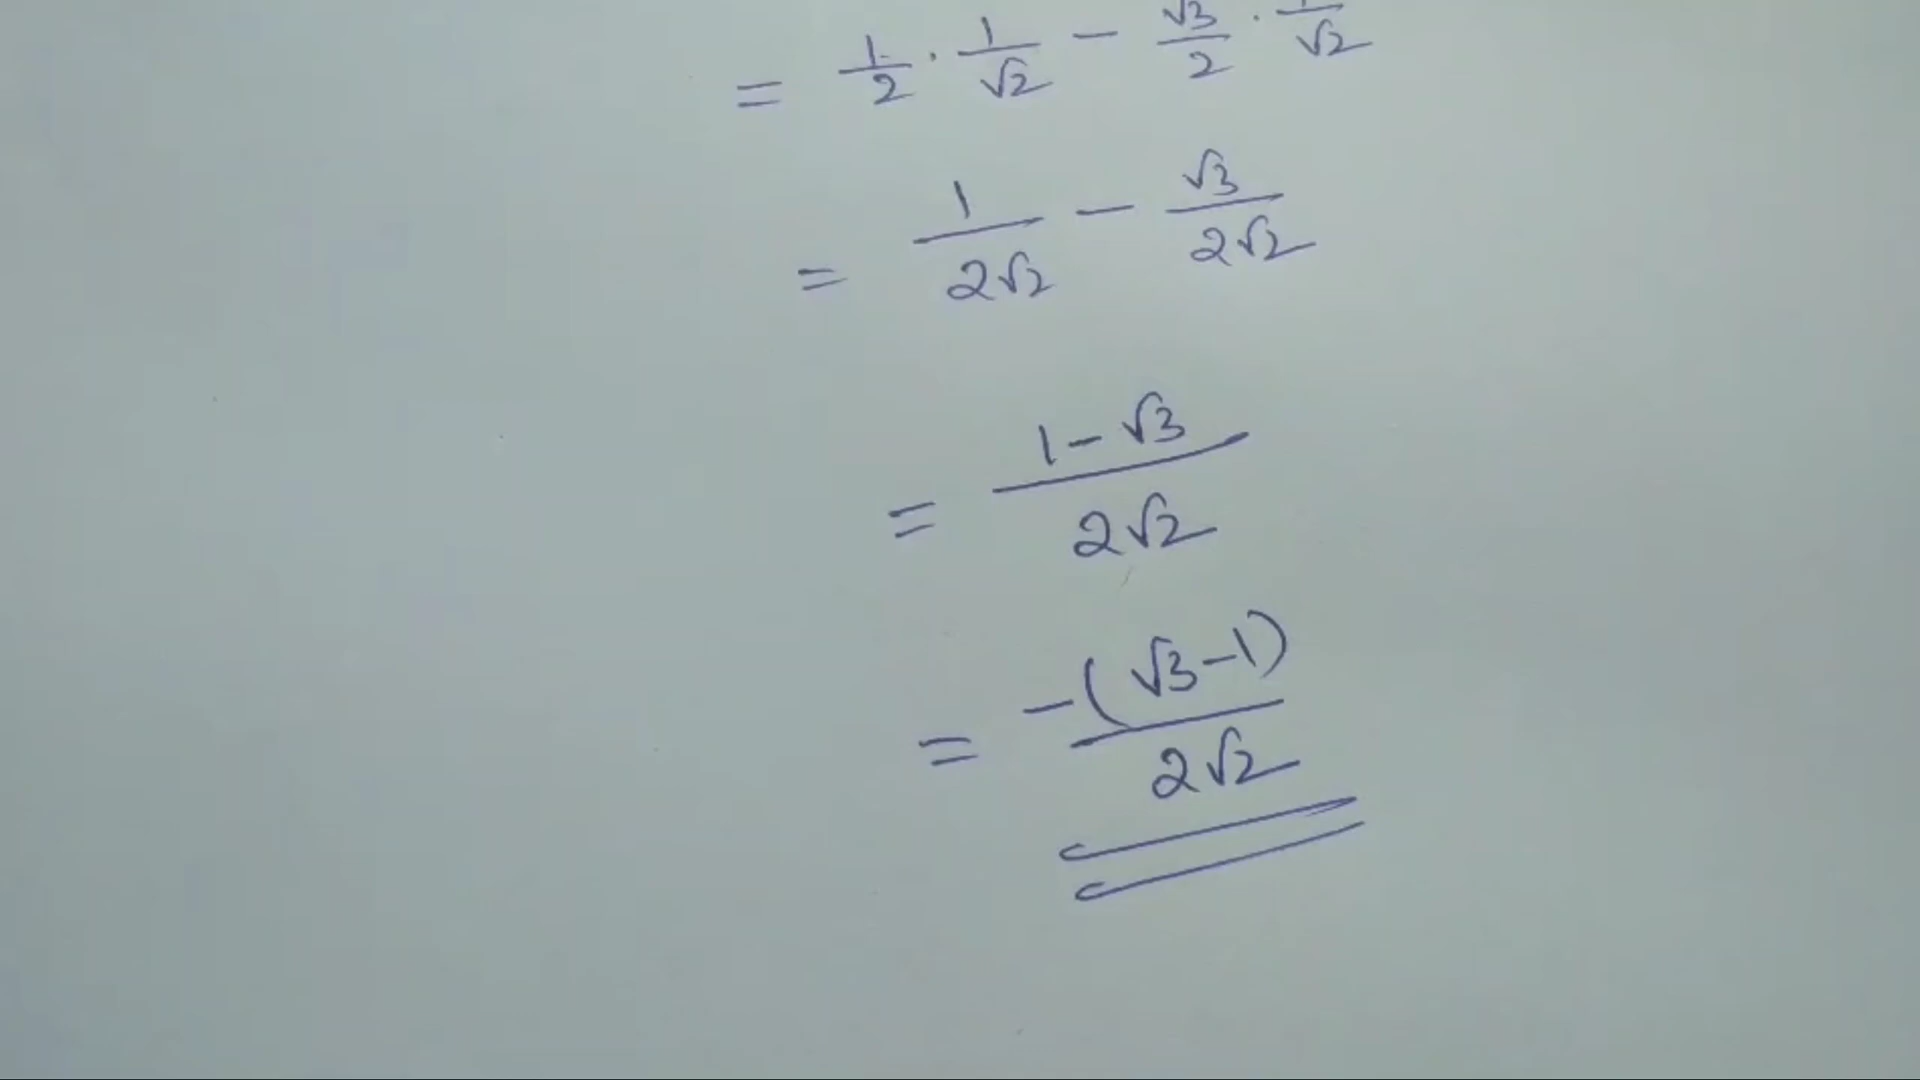 = 1/2 · 1/√2 − √3/2 · 1/√2
= 1/2√2 − √3/2√2
= 1−√3/2√2
= −(√3−1)/2√2